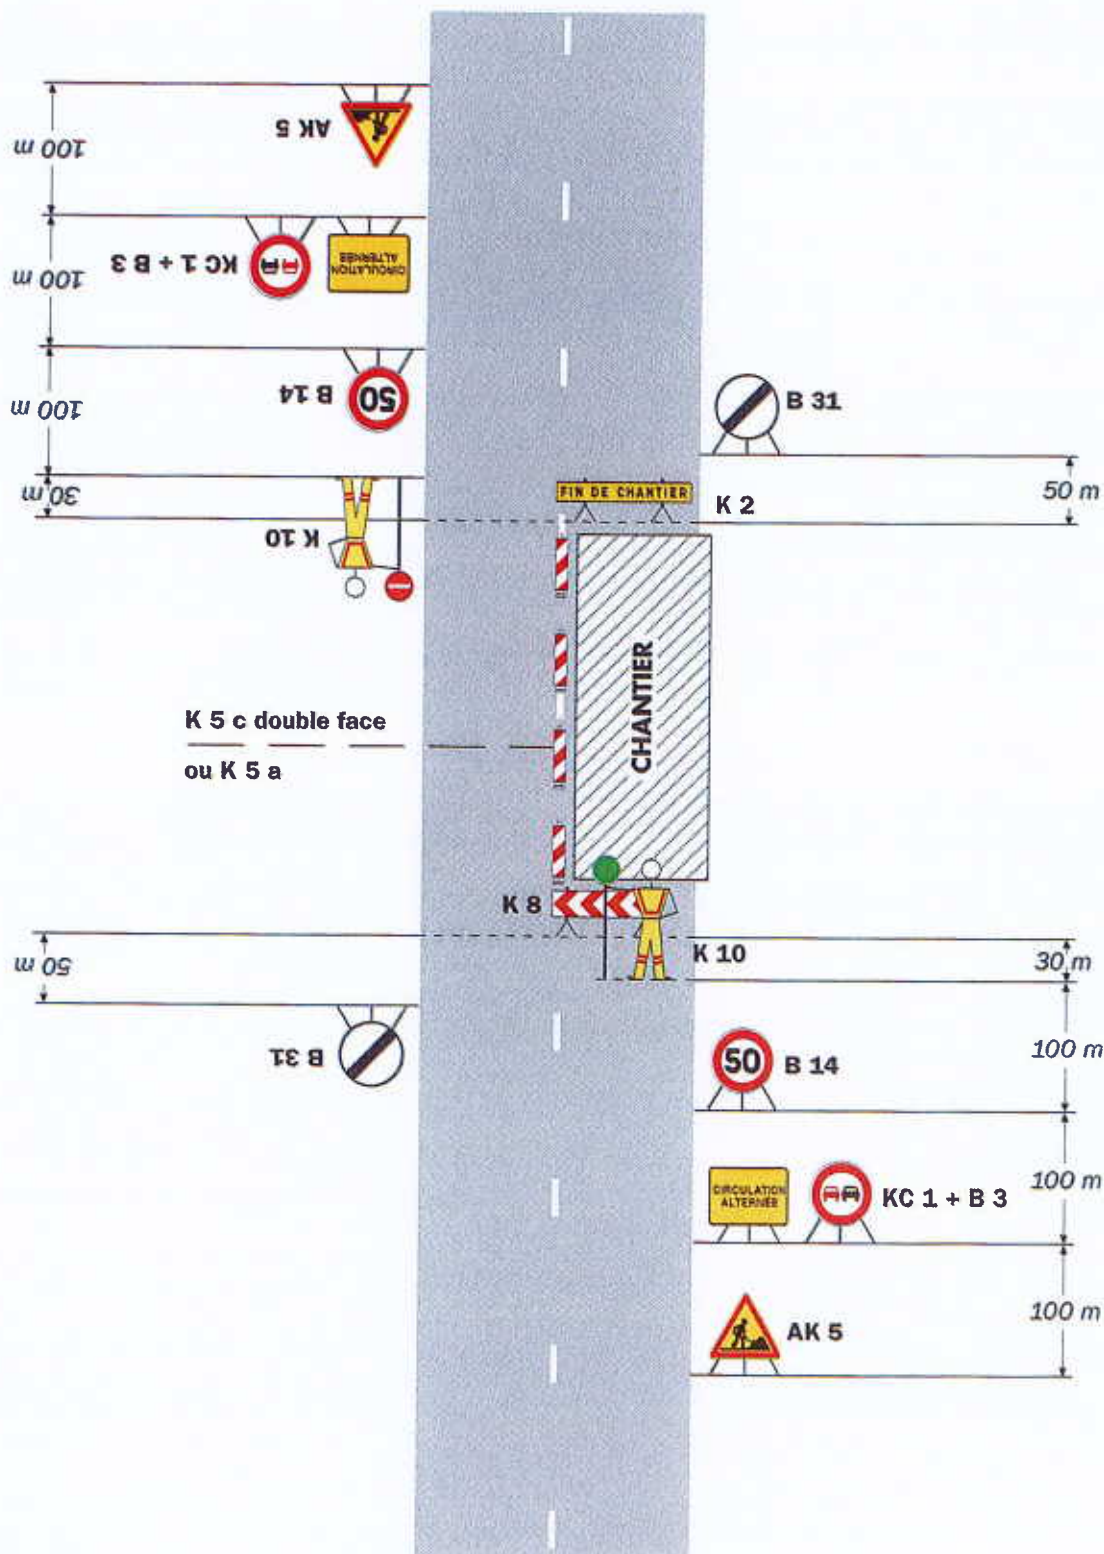 AK 5
100 m
KC 1 + B 3
CIRCULATION
ALTERNÉE
100 m
B 14
50
100 m
B 31
30 m
FIN DE CHANTIER
K 2
50 m
K 10
CHANTIER
K 5 c double face
ou K 5 a
K 8
K 10
50 m
30 m
B 31
50
B 14
100 m
CIRCULATION
ALTERNÉE
KC 1 + B 3
100 m
AK 5
100 m